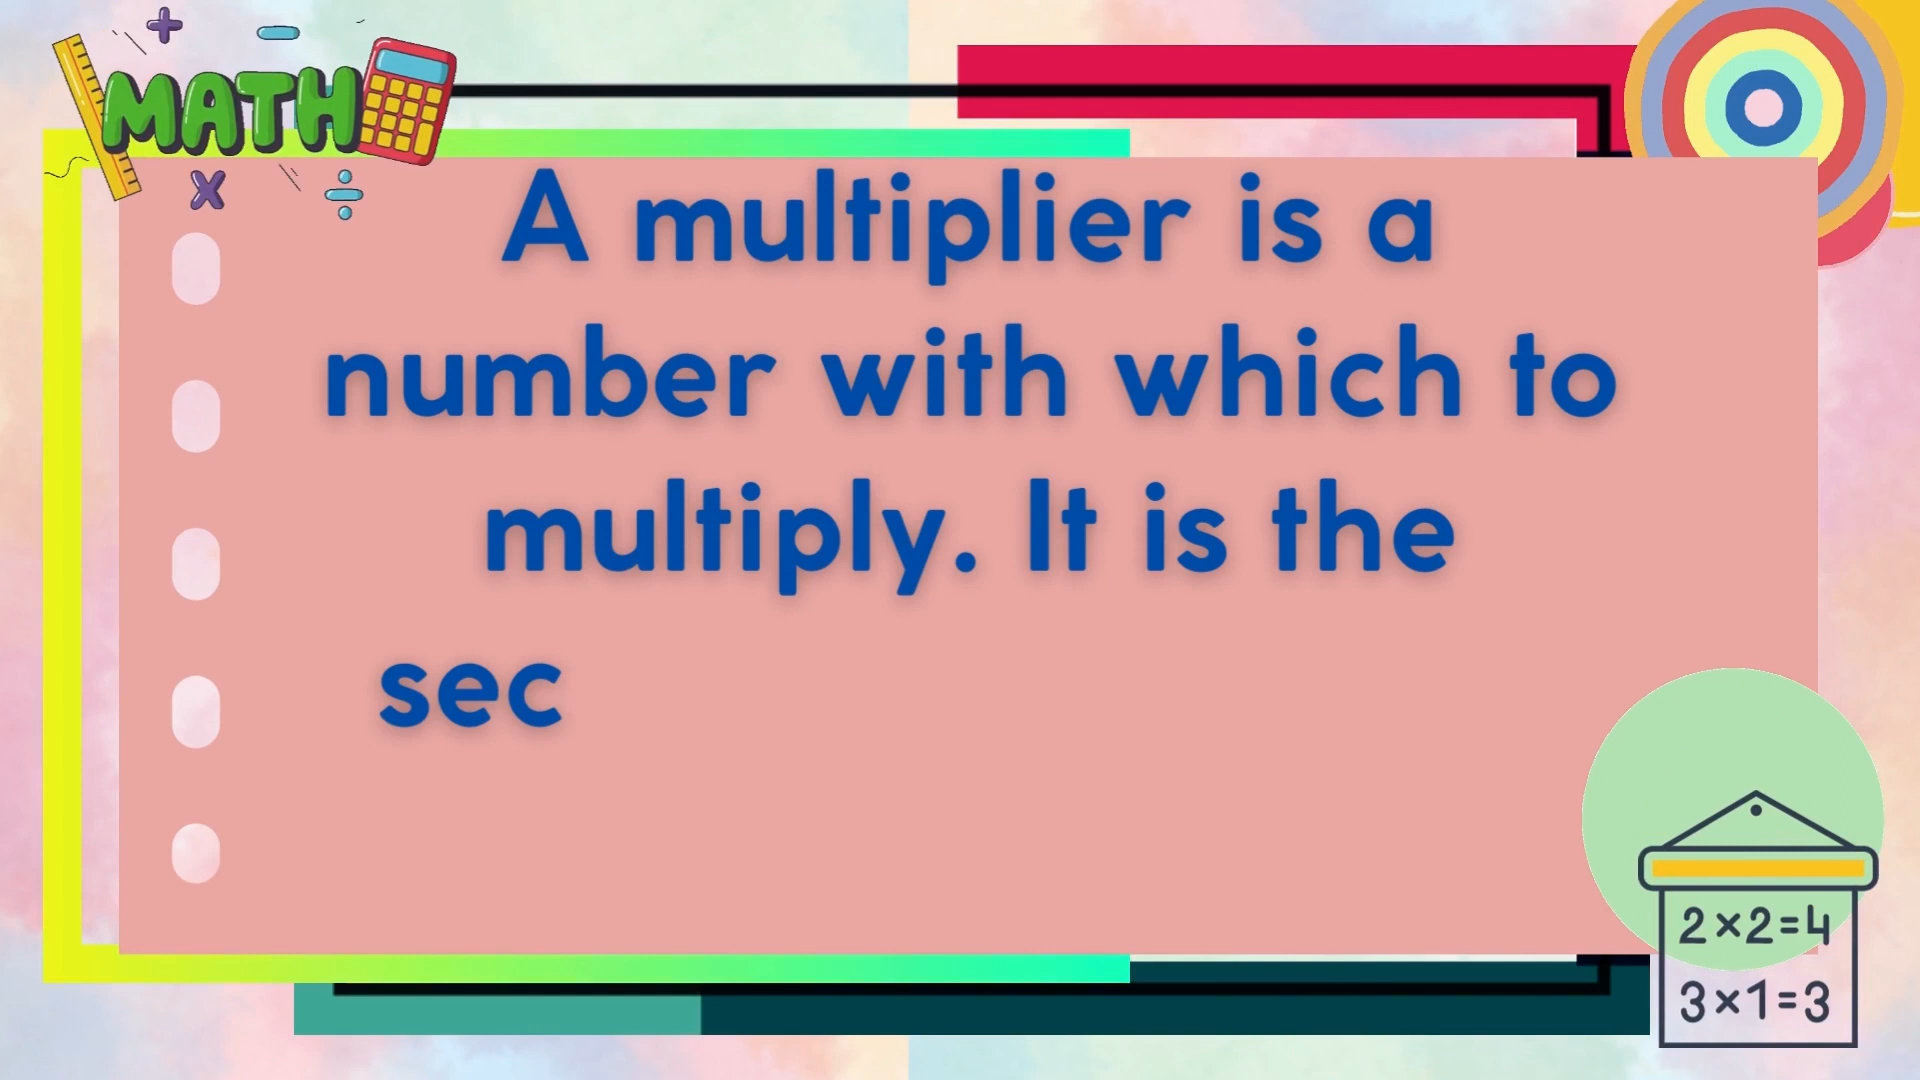 MATH
A multiplier is a
number with which to
multiply. It is the
sec
2×2=4
3×1=3